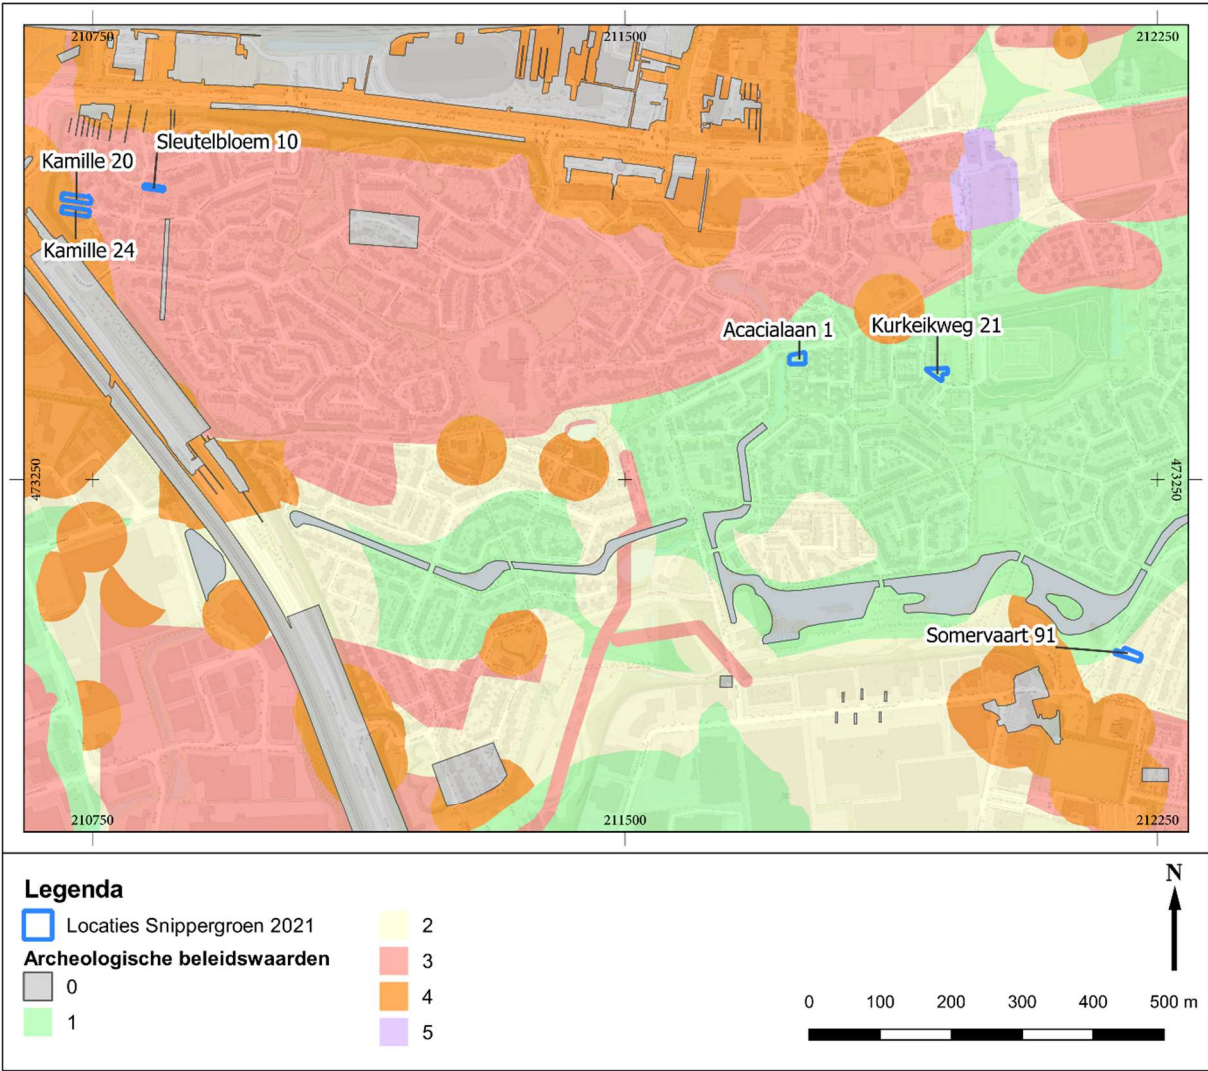 210750
211500
212250
Sleutelbloem 10
Kamille 20
Kamille 24
Acacialaan 1
Kurkeikweg 21
473250
473250
Somervaart 91
210750
211500
212250
Legenda
Locaties Snippergroen 2021
Archeologische beleidswaarden
0
1
2
3
4
5
N
0 100 200 300 400 500 m